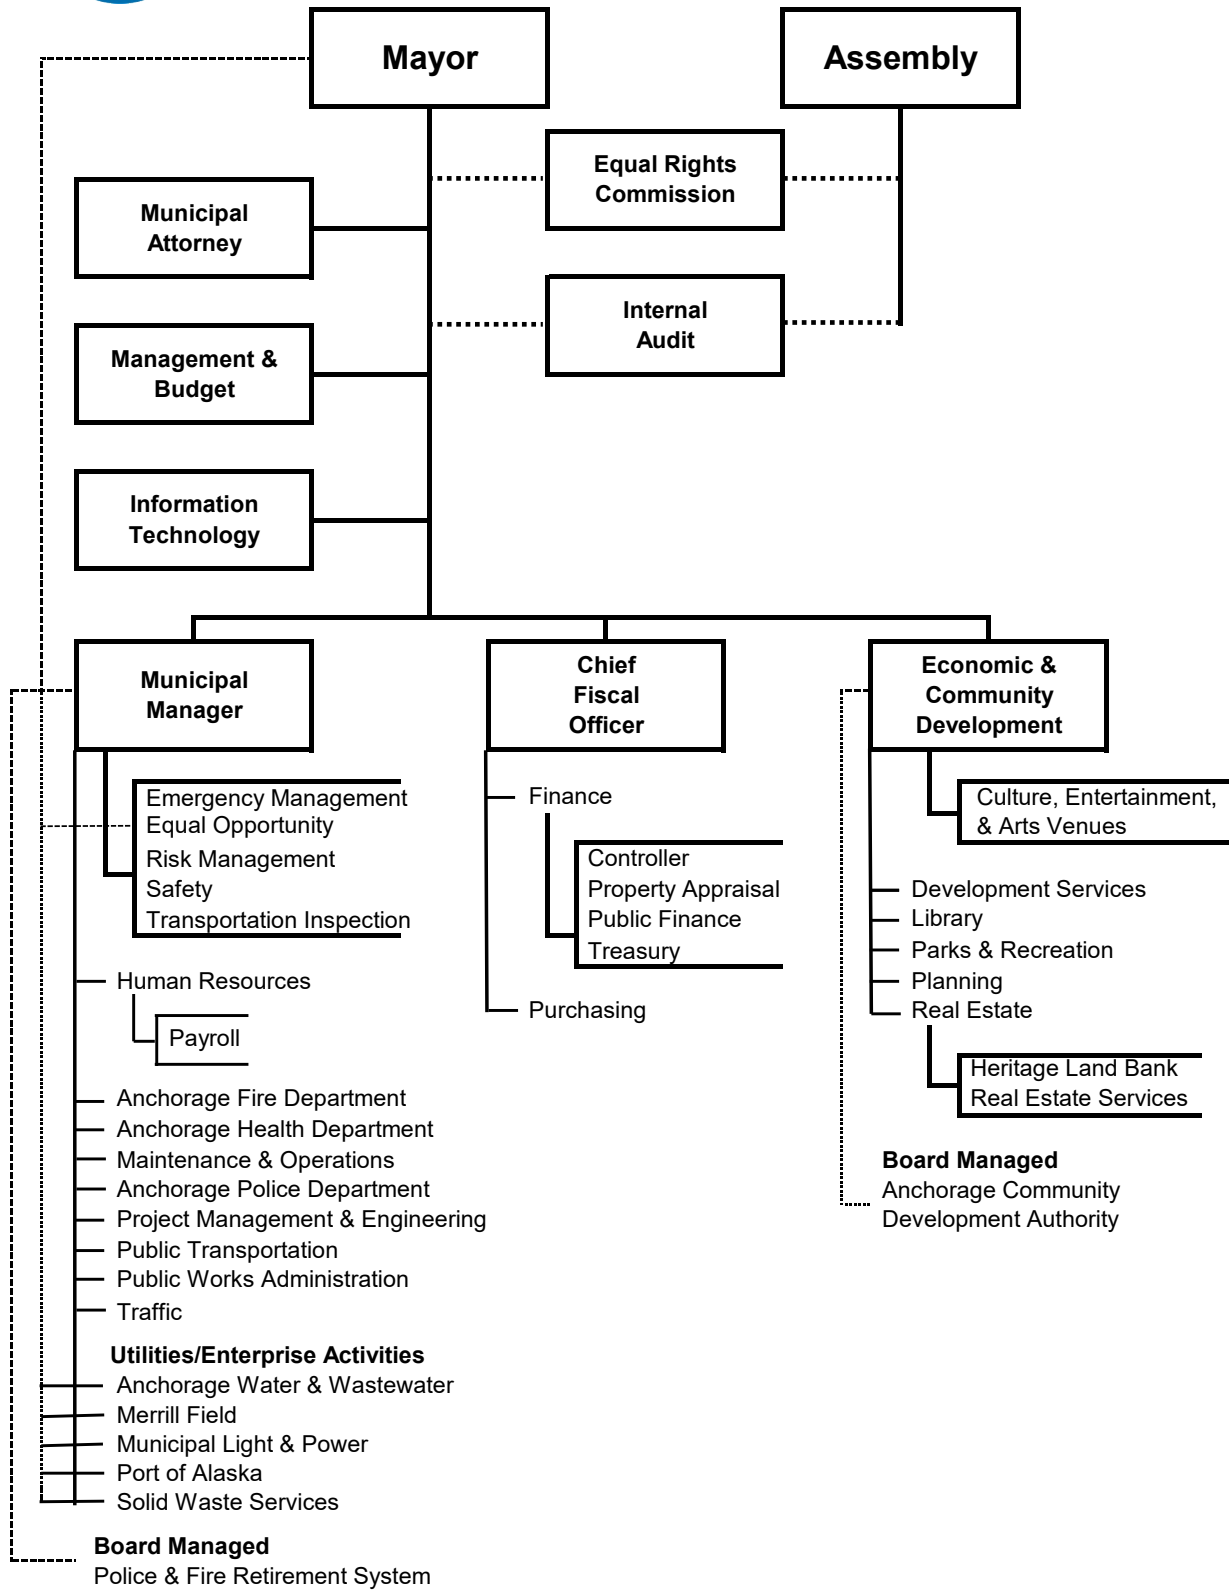 Mayor
Assembly
Equal Rights
Commission
Municipal
Attorney
Internal
Audit
Management &
Budget
Information
Technology
Municipal
Manager
Chief
Fiscal
Officer
Economic &
Community
Development
Emergency Management
Equal Opportunity
Risk Management
Safety
Transportation Inspection
Human Resources
Payroll
Anchorage Fire Department
Anchorage Health Department
Maintenance & Operations
Anchorage Police Department
Project Management & Engineering
Public Transportation
Public Works Administration
Traffic
Utilities/Enterprise Activities
Anchorage Water & Wastewater
Merrill Field
Municipal Light & Power
Port of Alaska
Solid Waste Services
Board Managed
Police & Fire Retirement System
Finance
Controller
Property Appraisal
Public Finance
Treasury
Purchasing
Culture, Entertainment,
& Arts Venues
Development Services
Library
Parks & Recreation
Planning
Real Estate
Heritage Land Bank
Real Estate Services
Board Managed
Anchorage Community
Development Authority